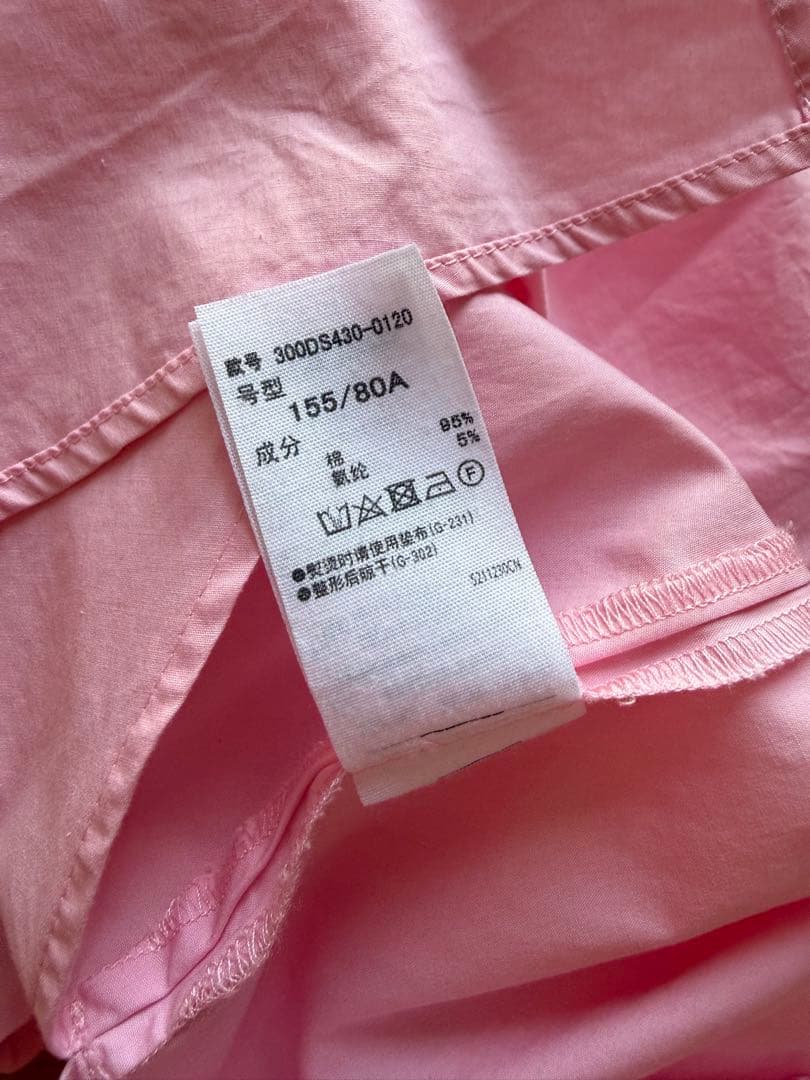 款号 300DS430-0120
号型 155/80A
成分 棉 95%
氨纶 5%
F
●熨烫时请使用垫布(G-231)
●整形后晾干(G-302)
S211230CN